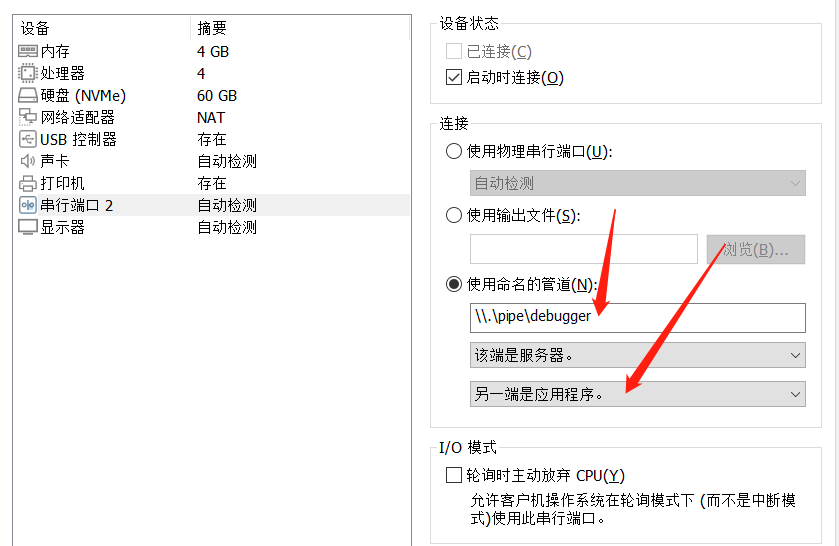 设备 摘要
内存 4 GB
处理器 4
硬盘 (NVMe) 60 GB
网络适配器 NAT
USB 控制器 存在
声卡 自动检测
打印机 存在
串行端口 2 自动检测
显示器 自动检测
设备状态
已连接(C)
启动时连接(O)
连接
使用物理串行端口(U):
自动检测
使用输出文件(S):
浏览(B)...
使用命名的管道(N):
\\.\pipe\debugger
该端是服务器。
另一端是应用程序。
I/O 模式
轮询时主动放弃 CPU(Y)
允许客户机操作系统在轮询模式下 (而不是中断模
式)使用此串行端口。